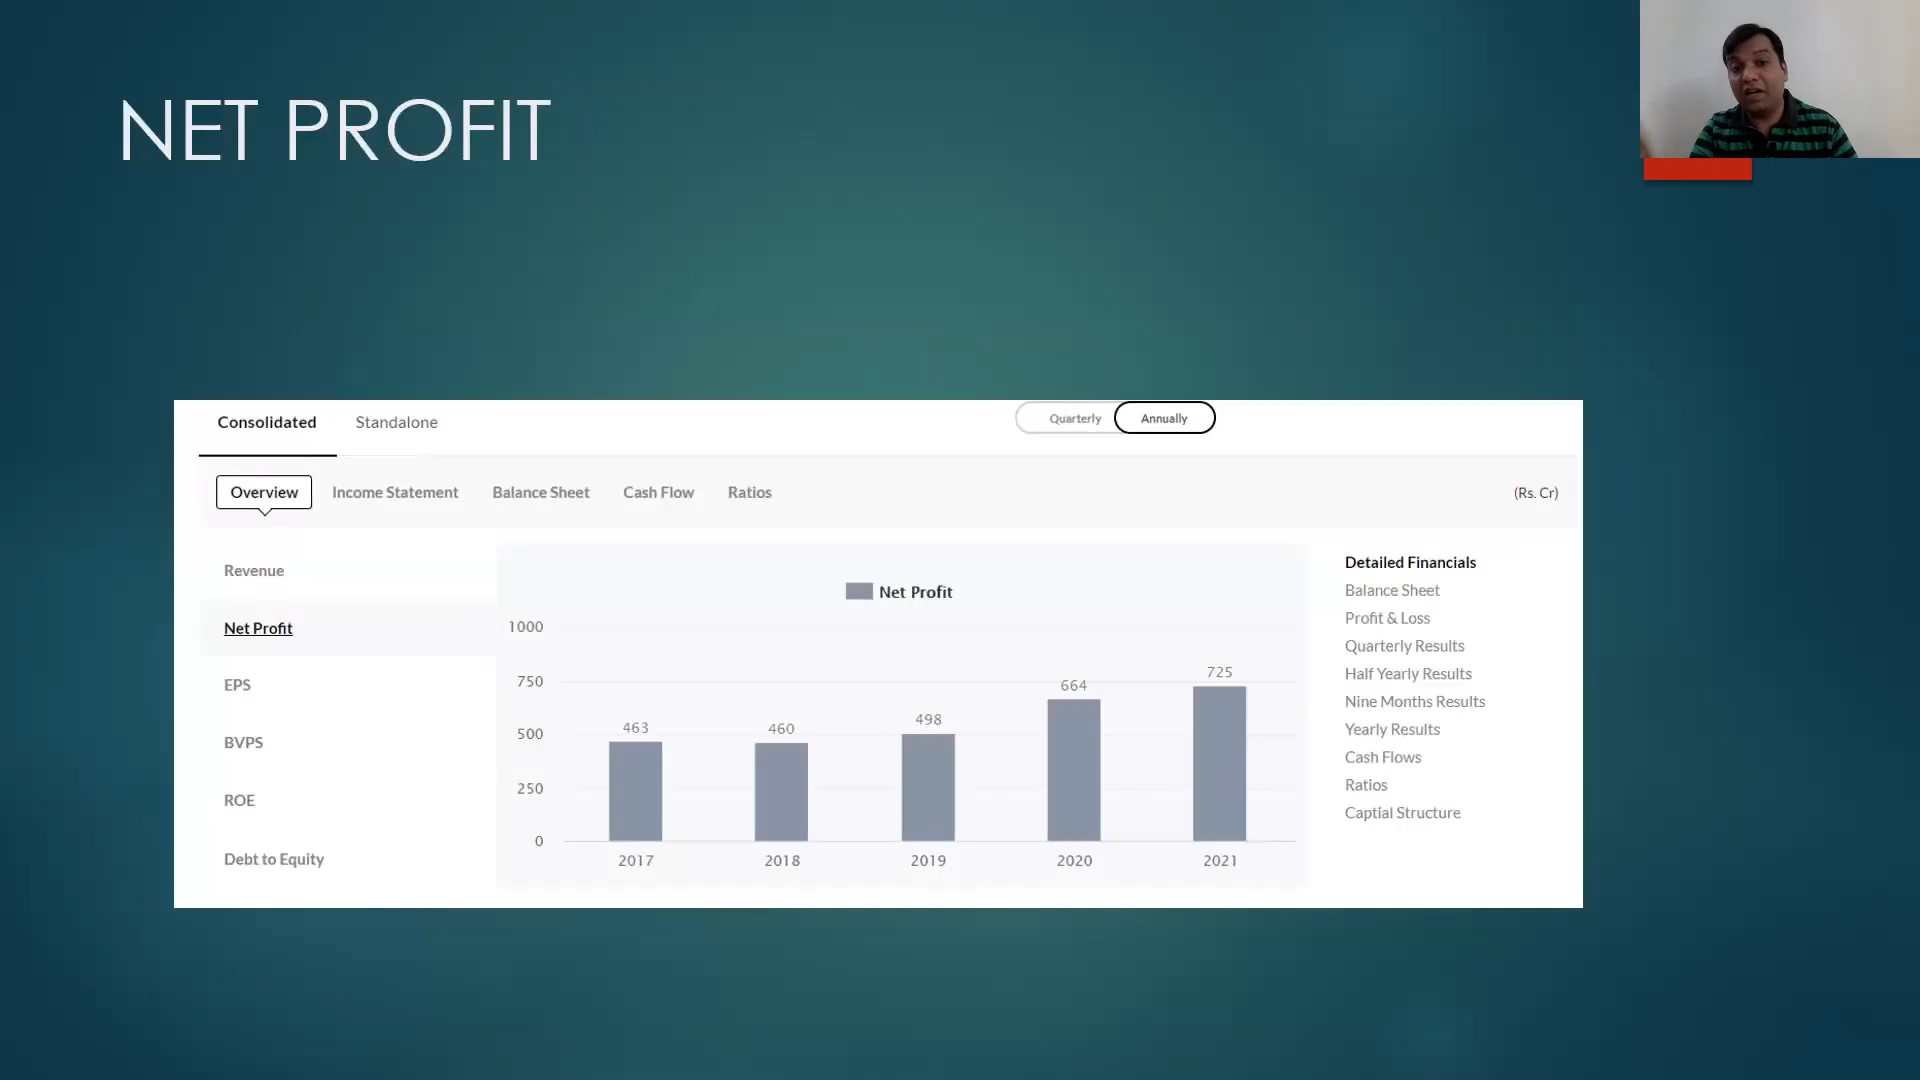 NET PROFIT
Consolidated Standalone Quarterly Annually
Overview Income Statement Balance Sheet Cash Flow Ratios (Rs. Cr)
Revenue
Net Profit
EPS
BVPS
ROE
Debt to Equity
Net Profit
1000
750
500
250
0
463
460
498
664
725
2017 2018 2019 2020 2021
Detailed Financials
Balance Sheet
Profit & Loss
Quarterly Results
Half Yearly Results
Nine Months Results
Yearly Results
Cash Flows
Ratios
Captial Structure